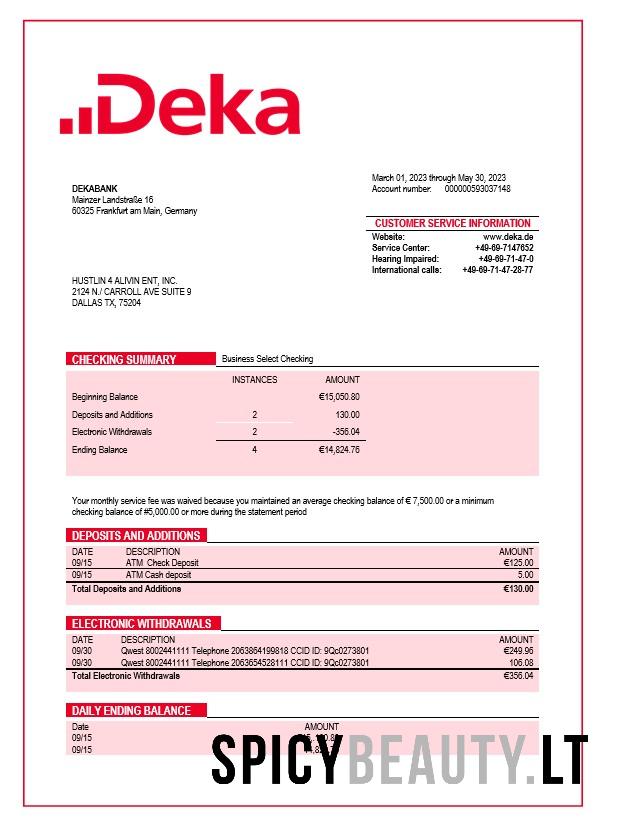 Deka
March 01, 2023 through May 30, 2023
DEKABANK Account number: 000000593037148
Mainzer Landstraße 16
60325 Frankfurt am Main, Germany
CUSTOMER SERVICE INFORMATION
Website: www.deka.de
Service Center: +49-69-7147652
Hearing Impaired: +49-69-71-47-0
International calls: +49-69-71-47-28-77
HUSTLIN 4 ALIVIN ENT, INC.
2124 N./ CARROLL AVE SUITE 9
DALLAS TX, 75204
CHECKING SUMMARY Business Select Checking
INSTANCES AMOUNT
Beginning Balance €15,050.80
Deposits and Additions 2 130.00
Electronic Withdrawals 2 -356.04
Ending Balance 4 €14,824.76
Your monthly service fee was waived because you maintained an average checking balance of € 7,500.00 or a minimum
checking balance of #5,000.00 or more during the statement period
DEPOSITS AND ADDITIONS
DATE DESCRIPTION AMOUNT
09/15 ATM Check Deposit €125.00
09/15 ATM Cash deposit 5.00
Total Deposits and Additions €130.00
ELECTRONIC WITHDRAWALS
DATE DESCRIPTION AMOUNT
09/30 Qwest 8002441111 Telephone 2063864199818 CCID ID: 9Qc0273801 €249.96
09/30 Qwest 8002441111 Telephone 2063654528111 CCID ID: 9Qc0273801 106.08
Total Electronic Withdrawals €356.04
DAILY ENDING BALANCE
Date AMOUNT
09/15
09/15
SPICYBEAUTY.LT